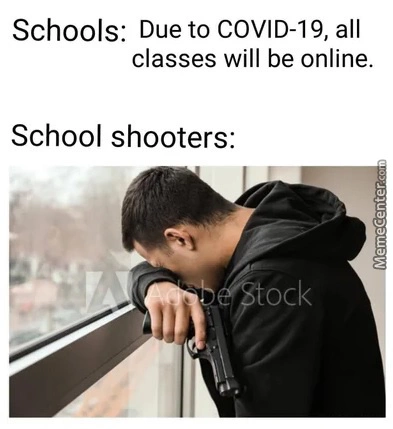 Schools: Due to COVID-19, all
classes will be online.
School shooters:
MemeCenter.com
Adobe Stock